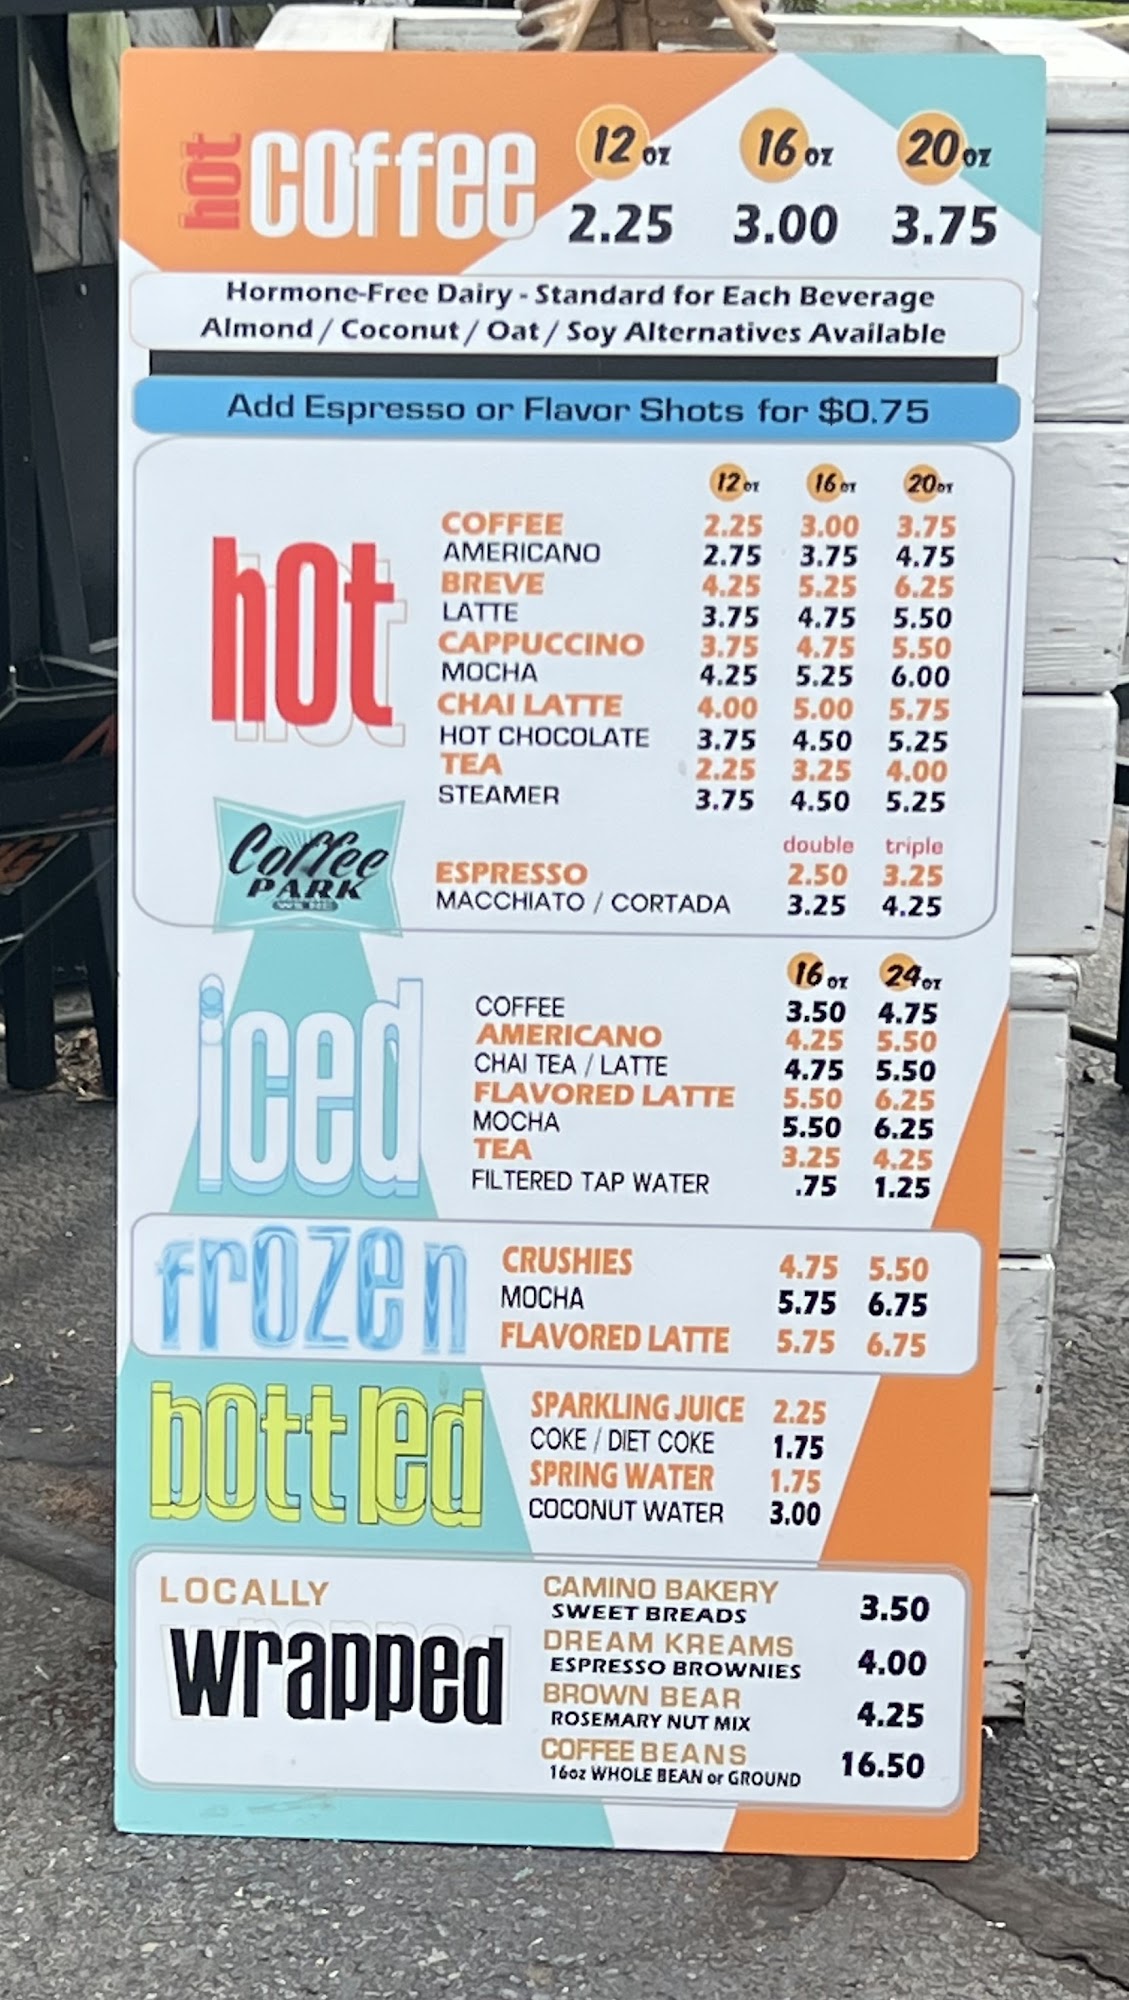 hot coffee 12 oz 16 oz 20 oz
2.25 3.00 3.75
Hormone-Free Dairy - Standard for Each Beverage
Almond / Coconut / Oat / Soy Alternatives Available
Add Espresso or Flavor Shots for $0.75
hot
12 oz 16 oz 20 oz
COFFEE 2.25 3.00 3.75
AMERICANO 2.75 3.75 4.75
BREVE 4.25 5.25 6.25
LATTE 3.75 4.75 5.50
CAPPUCCINO 3.75 4.75 5.50
MOCHA 4.25 5.25 6.00
CHAI LATTE 4.00 5.00 5.75
HOT CHOCOLATE 3.75 4.50 5.25
TEA 2.25 3.25 4.00
STEAMER 3.75 4.50 5.25
double triple
ESPRESSO 2.50 3.25
MACCHIATO / CORTADA 3.25 4.25
Coffee
PARK
iced
16 oz 24 oz
COFFEE 3.50 4.75
AMERICANO 4.25 5.50
CHAI TEA / LATTE 4.75 5.50
FLAVORED LATTE 5.50 6.25
MOCHA 5.50 6.25
TEA 3.25 4.25
FILTERED TAP WATER .75 1.25
frozen
CRUSHIES 4.75 5.50
MOCHA 5.75 6.75
FLAVORED LATTE 5.75 6.75
bottled
SPARKLING JUICE 2.25
COKE / DIET COKE 1.75
SPRING WATER 1.75
COCONUT WATER 3.00
LOCALLY
wrapped
CAMINO BAKERY
SWEET BREADS 3.50
DREAM KREAMS
ESPRESSO BROWNIES 4.00
BROWN BEAR
ROSEMARY NUT MIX 4.25
COFFEE BEANS
16oz WHOLE BEAN or GROUND 16.50